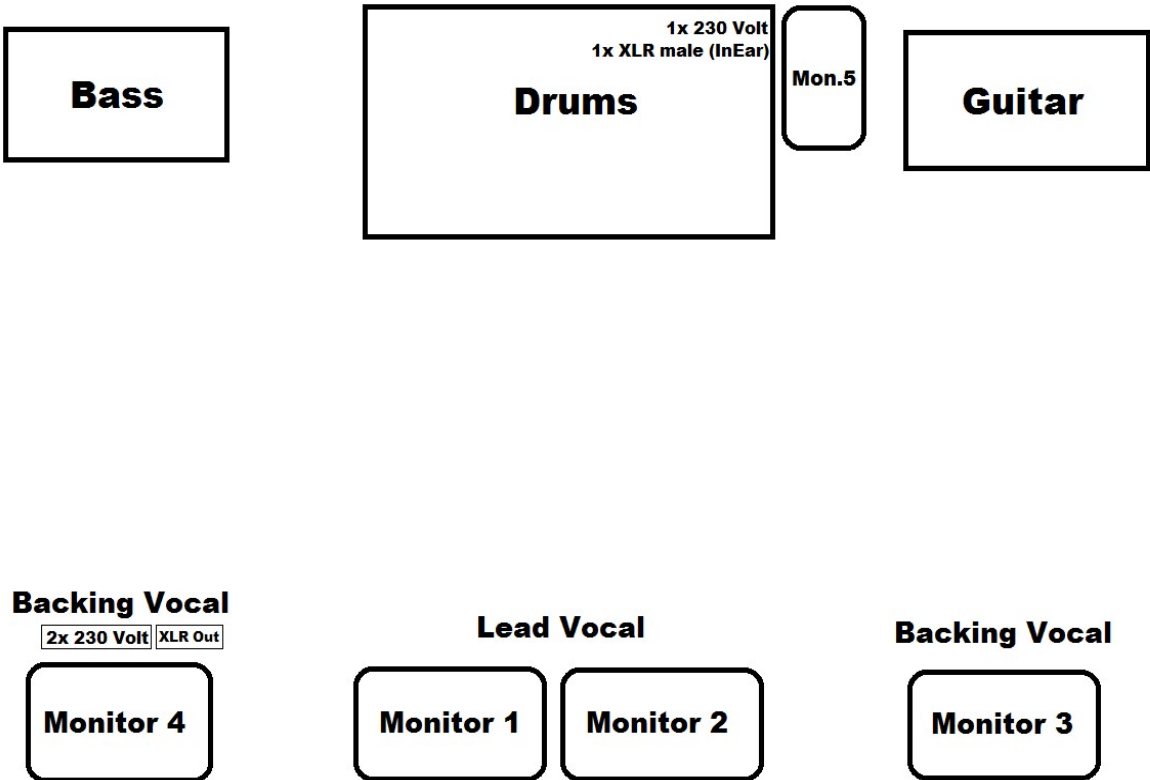 1x 230 Volt
1x XLR male (InEar)
Bass
Drums
Mon.5
Guitar
Backing Vocal
2x 230 Volt
XLR Out
Lead Vocal
Backing Vocal
Monitor 4
Monitor 1
Monitor 2
Monitor 3